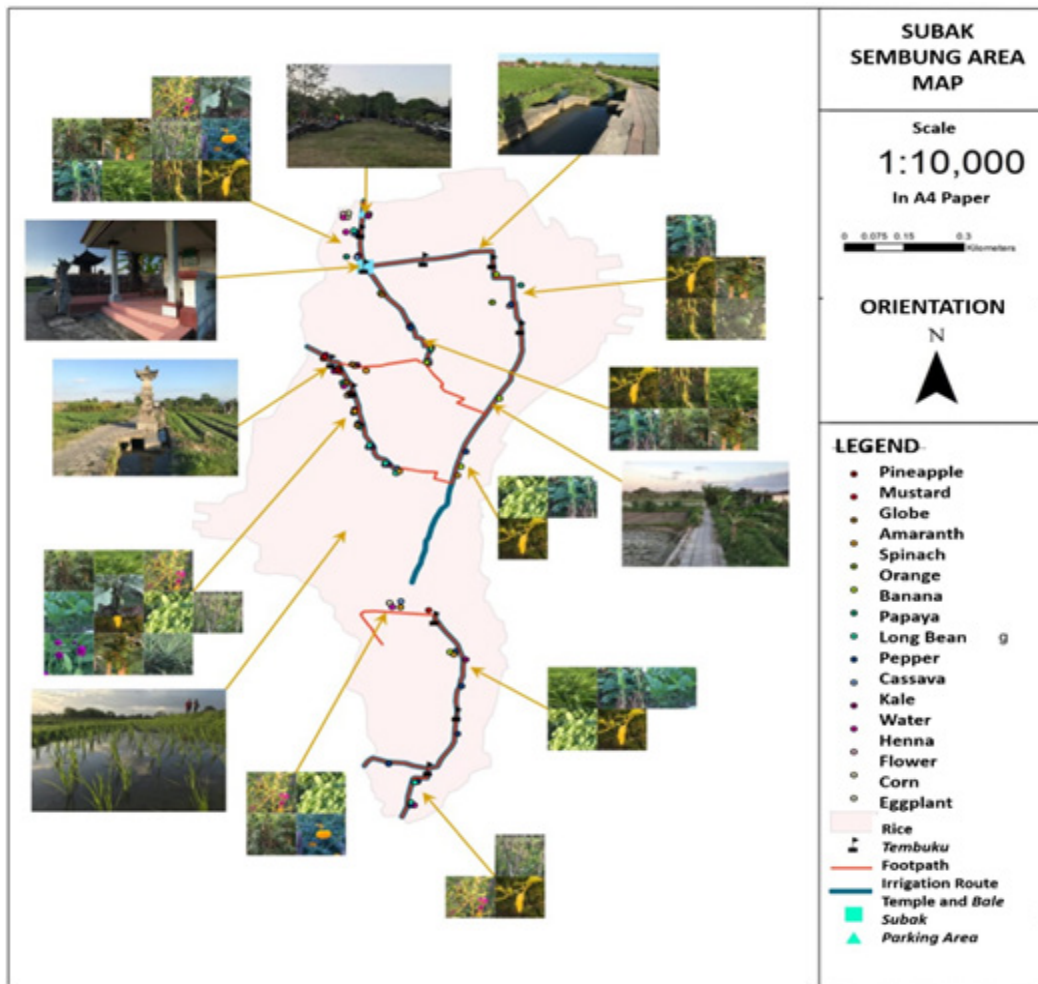 SUBAK
SEMBUNG AREA
MAP
Scale
1:10,000
In A4 Paper
0 0.075 0.15 0.3
Kilometers
ORIENTATION
N
LEGEND
Pineapple
Mustard
Globe
Amaranth
Spinach
Orange
Banana
Papaya
Long Bean g
Pepper
Cassava
Kale
Water
Henna
Flower
Corn
Eggplant
Rice
Tembuku
Footpath
Irrigation Route
Temple and Bale
Subak
Parking Area